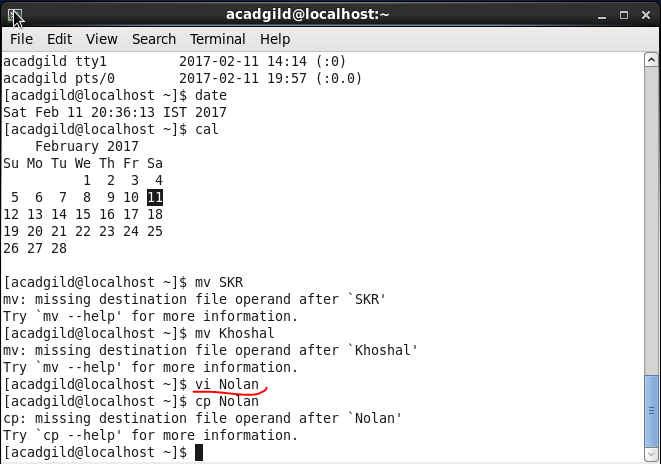 acadgild@localhost:~
File Edit View Search Terminal Help
acadgild tty1         2017-02-11 14:14 (:0)
acadgild pts/0        2017-02-11 19:57 (:0.0)
[acadgild@localhost ~]$ date
Sat Feb 11 20:36:13 IST 2017
[acadgild@localhost ~]$ cal
    February 2017
Su Mo Tu We Th Fr Sa
          1  2  3  4
 5  6  7  8  9 10 11
12 13 14 15 16 17 18
19 20 21 22 23 24 25
26 27 28
[acadgild@localhost ~]$ mv SKR
mv: missing destination file operand after `SKR'
Try `mv --help' for more information.
[acadgild@localhost ~]$ mv Khoshal
mv: missing destination file operand after `Khoshal'
Try `mv --help' for more information.
[acadgild@localhost ~]$ vi Nolan
[acadgild@localhost ~]$ cp Nolan
cp: missing destination file operand after `Nolan'
Try `cp --help' for more information.
[acadgild@localhost ~]$